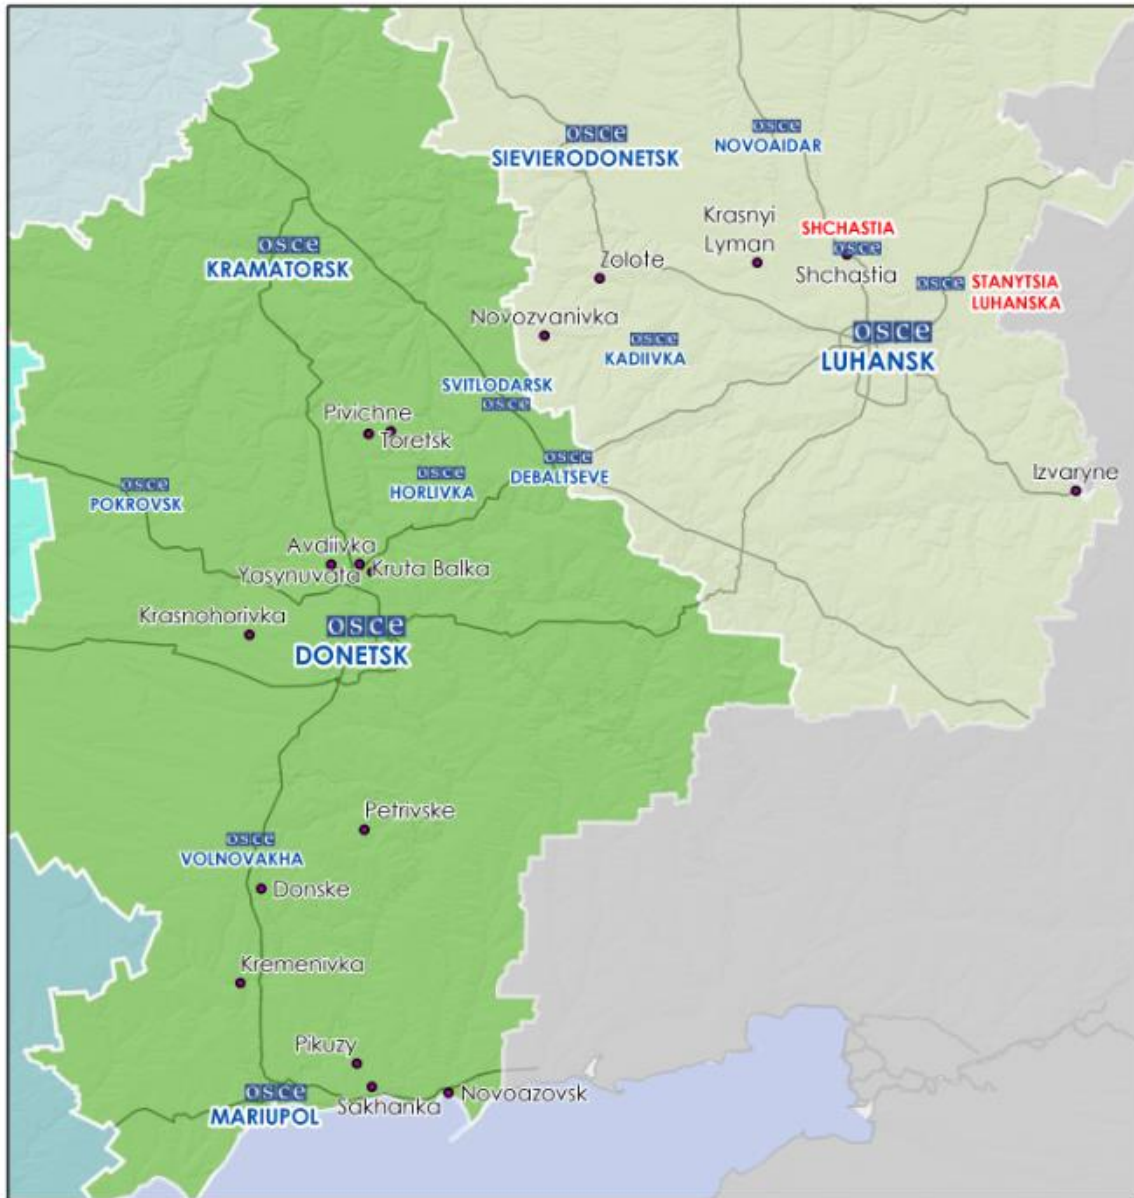 osce
SIEVIERODONETSK
osce
NOVOAIDAR
osce
KRAMATORSK
Krasnyi
Lyman
SHCHASTIA
osce
Shchastia
Zolote
osce
STANYTSIA
LUHANSKA
Novozvanivka
osce
KADIIVKA
osce
LUHANSK
SVITLODARSK
osce
Pivichne
Toretsk
osce
HORLIVKA
osce
DEBALTSEVE
osce
POKROVSK
Izvaryne
Avdiivka
Yasynuvata
Kruta Balka
Krasnohorivka
osce
DONETSK
Petrivske
osce
VOLNOVAKHA
Donske
Kremenivka
Pikuzy
osce
MARIUPOL
Sakhanka
Novoazovsk